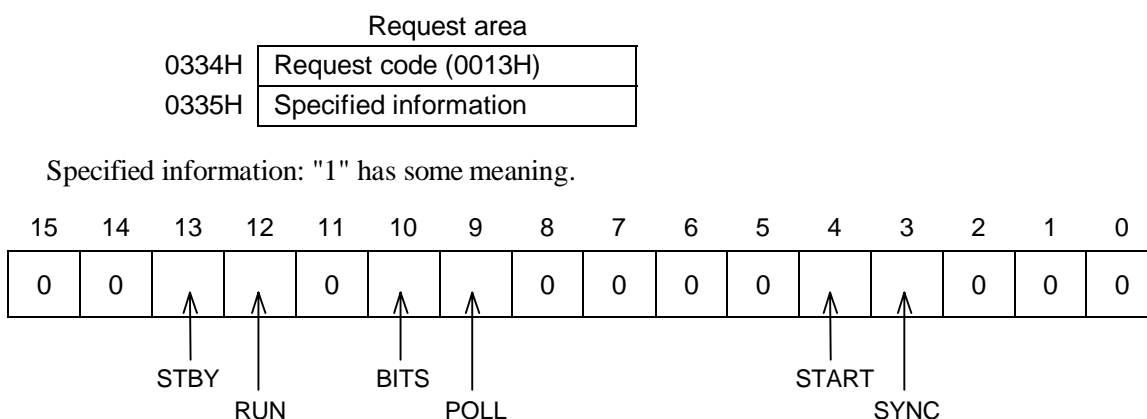 Request area
0334H Request code (0013H)
0335H Specified information
Specified information: "1" has some meaning.
15 14 13 12 11 10 9 8 7 6 5 4 3 2 1 0
0 0 0 0 0 0 0 0 0 0
STBY BITS START
RUN POLL SYNC